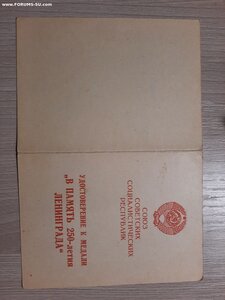 www.FORUMS-SU.com
СОЮЗ
СОВЕТСКИХ
СОЦИАЛИСТИЧЕСКИХ
РЕСПУБЛИК
УДОСТОВЕРЕНИЕ К МЕДАЛИ
„В ПАМЯТЬ 250-летия
ЛЕНИНГРАДА“